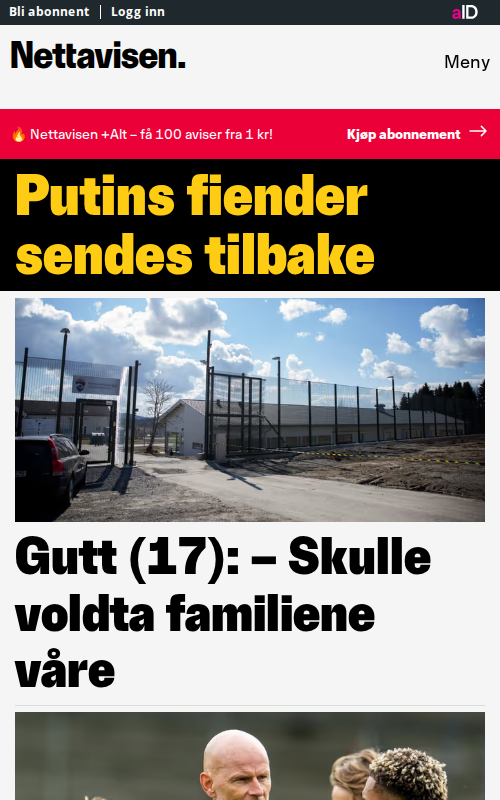 Bli abonnent | Logg inn
aID
Nettavisen.
Meny
🔥 Nettavisen +Alt – få 100 aviser fra 1 kr!
Kjøp abonnement →
Putins fiender
sendes tilbake
Gutt (17): – Skulle
voldta familiene
våre